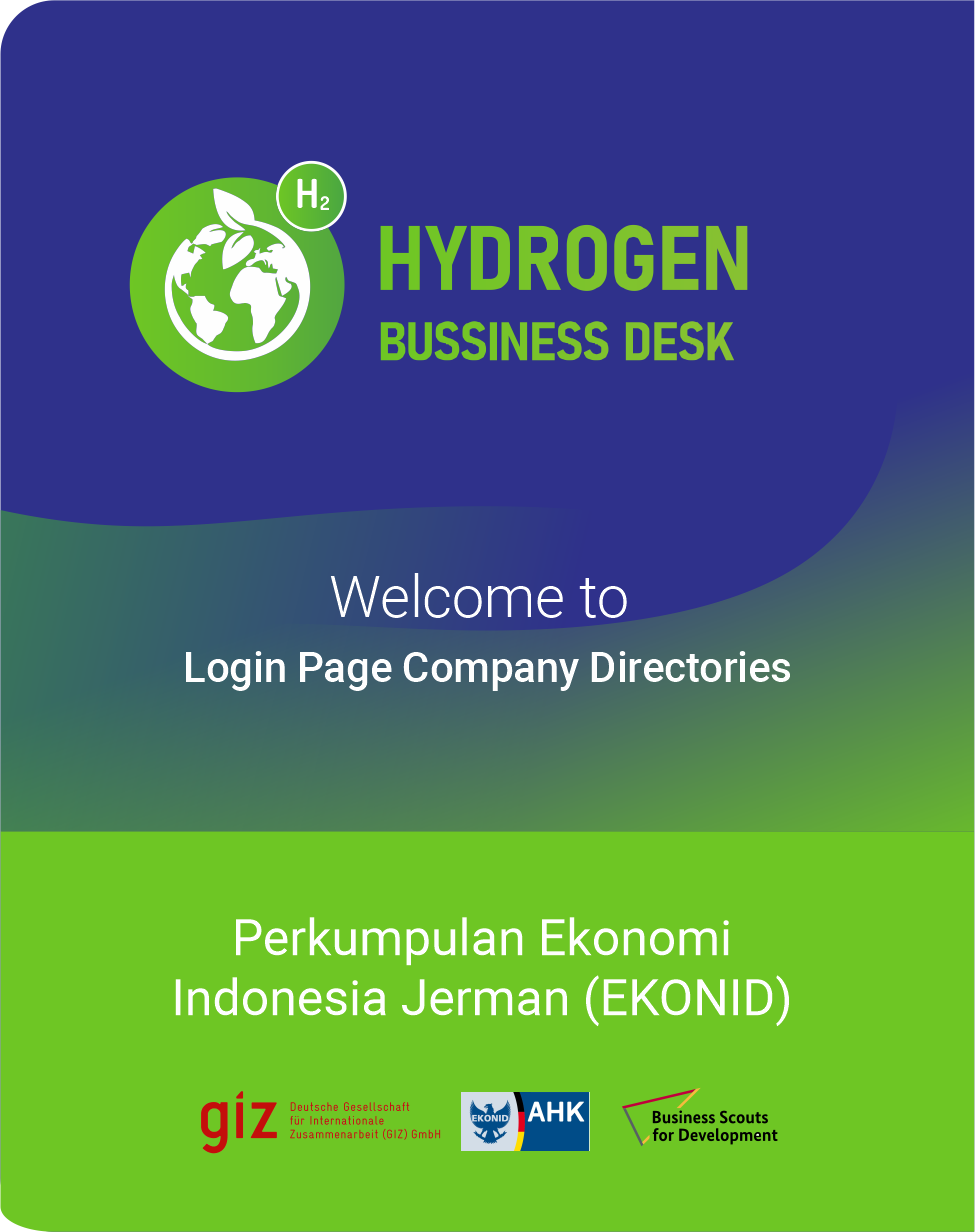 H₂
HYDROGEN
BUSSINESS DESK
Welcome to
Login Page Company Directories
Perkumpulan Ekonomi
Indonesia Jerman (EKONID)
giz
Deutsche Gesellschaft
für Internationale
Zusammenarbeit (GIZ) GmbH
EKONID
AHK
Business Scouts
for Development